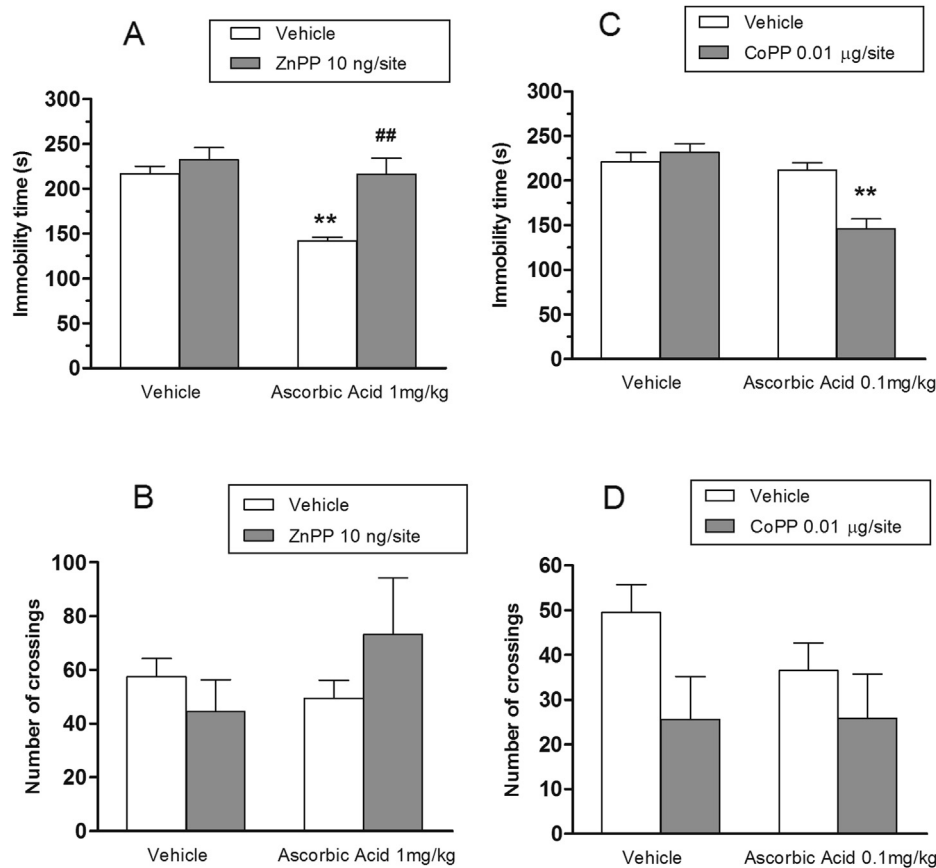 A
Vehicle
ZnPP 10 ng/site
Immobility time (s)
300
250
200
150
100
50
0
**
##
Vehicle
Ascorbic Acid 1mg/kg
C
Vehicle
CoPP 0.01 μg/site
Immobility time (s)
300
250
200
150
100
50
0
**
Vehicle
Ascorbic Acid 0.1mg/kg
B
Vehicle
ZnPP 10 ng/site
Number of crossings
100
80
60
40
20
0
Vehicle
Ascorbic Acid 1mg/kg
D
Vehicle
CoPP 0.01 μg/site
Number of crossings
60
50
40
30
20
10
0
Vehicle
Ascorbic Acid 0.1mg/kg